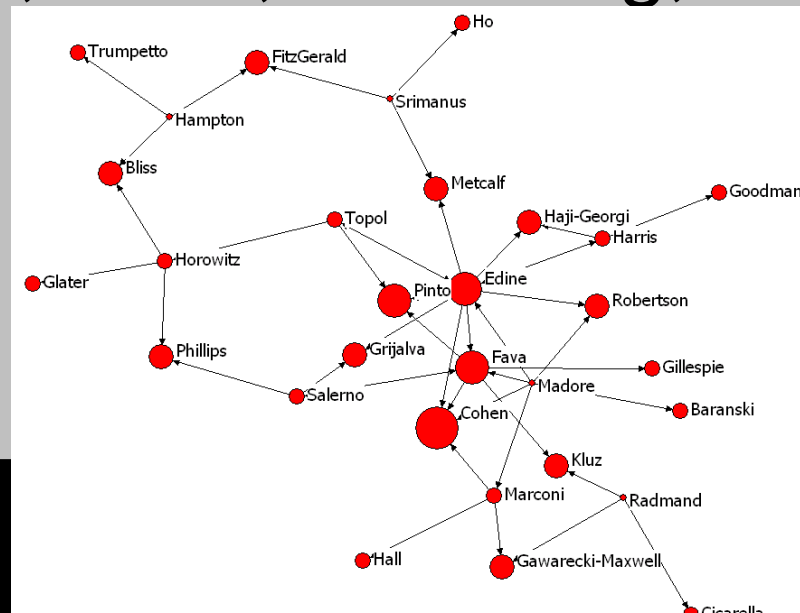 Ho
Trumpetto
FitzGerald
Srimanus
Hampton
Bliss
Metcalf
Goodman
Topol
Haji-Georgi
Harris
Horowitz
Glater
Edine
Pinto
Robertson
Phillips
Grijalva
Fava
Gillespie
Madore
Salerno
Baranski
Cohen
Kluz
Marconi
Radmand
Hall
Gawarecki-Maxwell